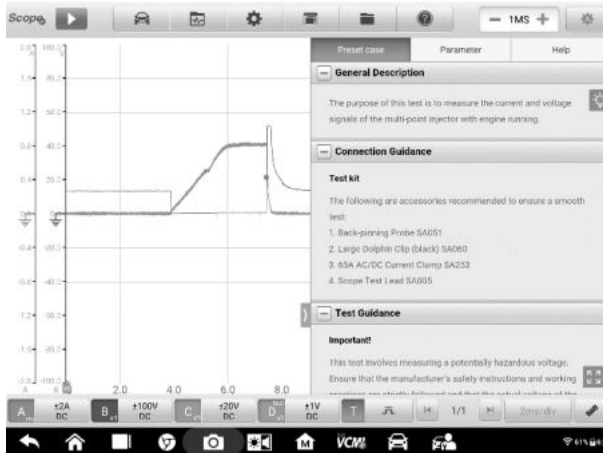 Scope
1MS
Preset case Parameter Help
General Description
The purpose of this test is to measure the current and voltage
signals of the multi-point injector with engine running.
Connection Guidance
Test kit
The following are accessories recommended to ensure a smooth
test:
1. Back-pinning Probe SA051
2. Large Dolphin Clip (black) SA060
3. 65A AC/DC Current Clamp SA253
4. Scope Test Lead SA005
Test Guidance
Important!
This test involves measuring a potentially hazardous voltage.
Ensure that the manufacturer's safety instructions and working
2.0 4.0 6.0 8.0
A ±2A DC B ±100V DC C ±20V DC D ±1V DC T 1/1 2ms/div
VCMI 61%